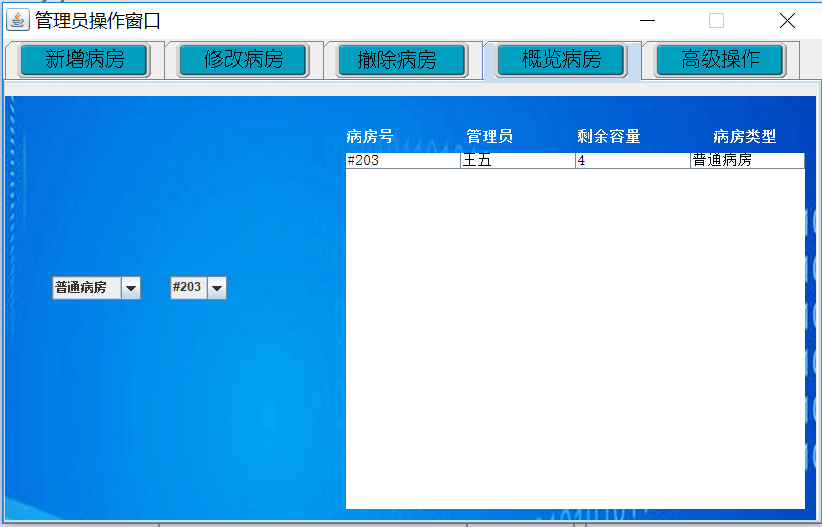 管理员操作窗口
新增病房 修改病房 撤除病房 概览病房 高级操作
病房号 管理员 剩余容量 病房类型
#203 王五 4 普通病房
普通病房 #203